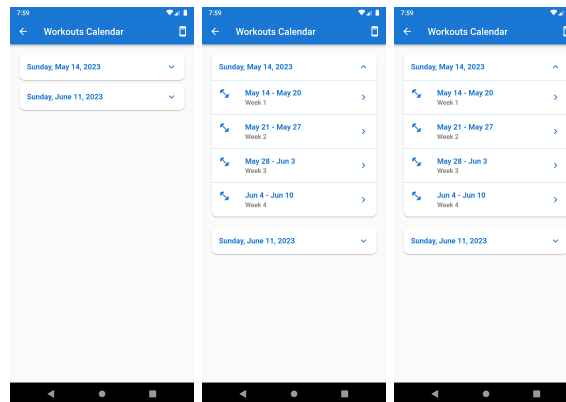 7:59
Workouts Calendar
Sunday, May 14, 2023
Sunday, June 11, 2023
7:59
Workouts Calendar
Sunday, May 14, 2023
May 14 - May 20
Week 1
May 21 - May 27
Week 2
May 28 - Jun 3
Week 3
Jun 4 - Jun 10
Week 4
Sunday, June 11, 2023
7:59
Workouts Calendar
Sunday, May 14, 2023
May 14 - May 20
Week 1
May 21 - May 27
Week 2
May 28 - Jun 3
Week 3
Jun 4 - Jun 10
Week 4
Sunday, June 11, 2023